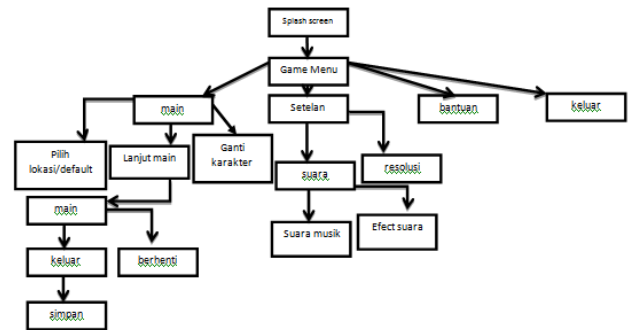 Splash screen
Game Menu
main
Setelan
bantuan
keluar
Pilih
lokasi/default
Lanjut main
Ganti
karakter
suara
resolusi
main
Suara musik
Efect suara
keluar
berhenti
simpan